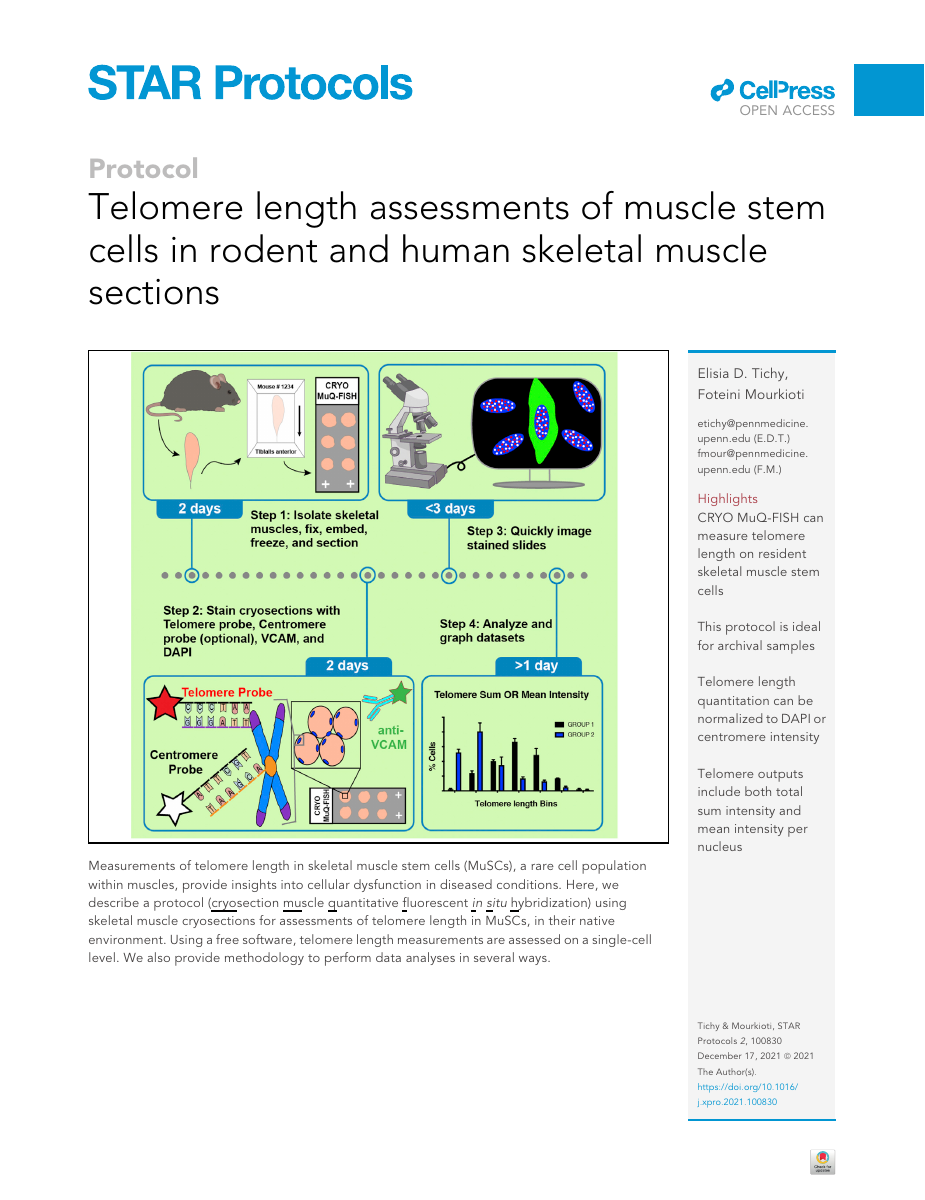 STAR Protocols
CellPress
OPEN ACCESS
Protocol
Telomere length assessments of muscle stem
cells in rodent and human skeletal muscle
sections
Mouse # 1234
Tibialis anterior
CRYO
MuQ-FISH
2 days
Step 1: Isolate skeletal
muscles, fix, embed,
freeze, and section
<3 days
Step 3: Quickly image
stained slides
Step 2: Stain cryosections with
Telomere probe, Centromere
probe (optional), VCAM, and
DAPI
2 days
Step 4: Analyze and
graph datasets
>1 day
Telomere Probe
C C C T A A
G G G A T T
Centromere
Probe
anti-
VCAM
CRYO
MuQ-FISH
Telomere Sum OR Mean Intensity
GROUP 1
GROUP 2
% Cells
Telomere length Bins
Measurements of telomere length in skeletal muscle stem cells (MuSCs), a rare cell population
within muscles, provide insights into cellular dysfunction in diseased conditions. Here, we
describe a protocol (cryosection muscle quantitative fluorescent in situ hybridization) using
skeletal muscle cryosections for assessments of telomere length in MuSCs, in their native
environment. Using a free software, telomere length measurements are assessed on a single-cell
level. We also provide methodology to perform data analyses in several ways.
Elisia D. Tichy,
Foteini Mourkioti
etichy@pennmedicine.
upenn.edu (E.D.T.)
fmour@pennmedicine.
upenn.edu (F.M.)
Highlights
CRYO MuQ-FISH can
measure telomere
length on resident
skeletal muscle stem
cells
This protocol is ideal
for archival samples
Telomere length
quantitation can be
normalized to DAPI or
centromere intensity
Telomere outputs
include both total
sum intensity and
mean intensity per
nucleus
Tichy & Mourkioti, STAR
Protocols 2, 100830
December 17, 2021 © 2021
The Author(s).
https://doi.org/10.1016/
j.xpro.2021.100830
Check for
updates